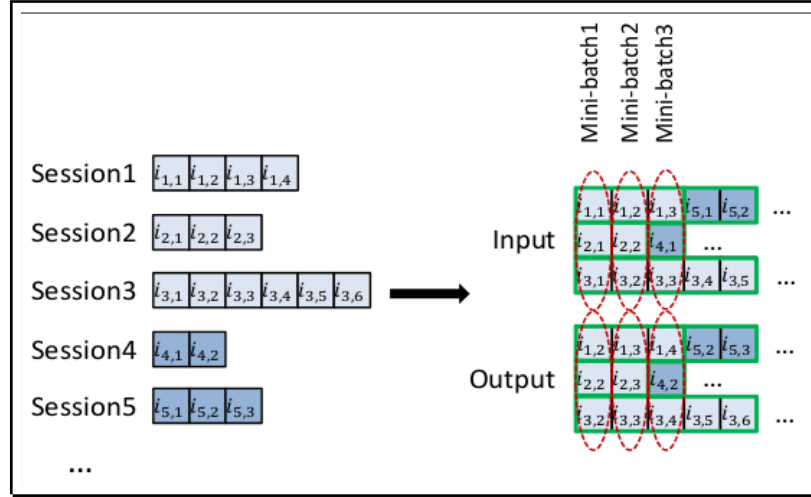 Mini-batch1
Mini-batch2
Mini-batch3
Session1 i1,1 i1,2 i1,3 i1,4
Session2 i2,1 i2,2 i2,3
Session3 i3,1 i3,2 i3,3 i3,4 i3,5 i3,6
Session4 i4,1 i4,2
Session5 i5,1 i5,2 i5,3
...
Input
i1,1 i1,2 i1,3 i5,1 i5,2 ...
i2,1 i2,2 i4,1 ...
i3,1 i3,2 i3,3 i3,4 i3,5 ...
Output
i1,2 i1,3 i1,4 i5,2 i5,3 ...
i2,2 i2,3 i4,2 ...
i3,2 i3,3 i3,4 i3,5 i3,6 ...